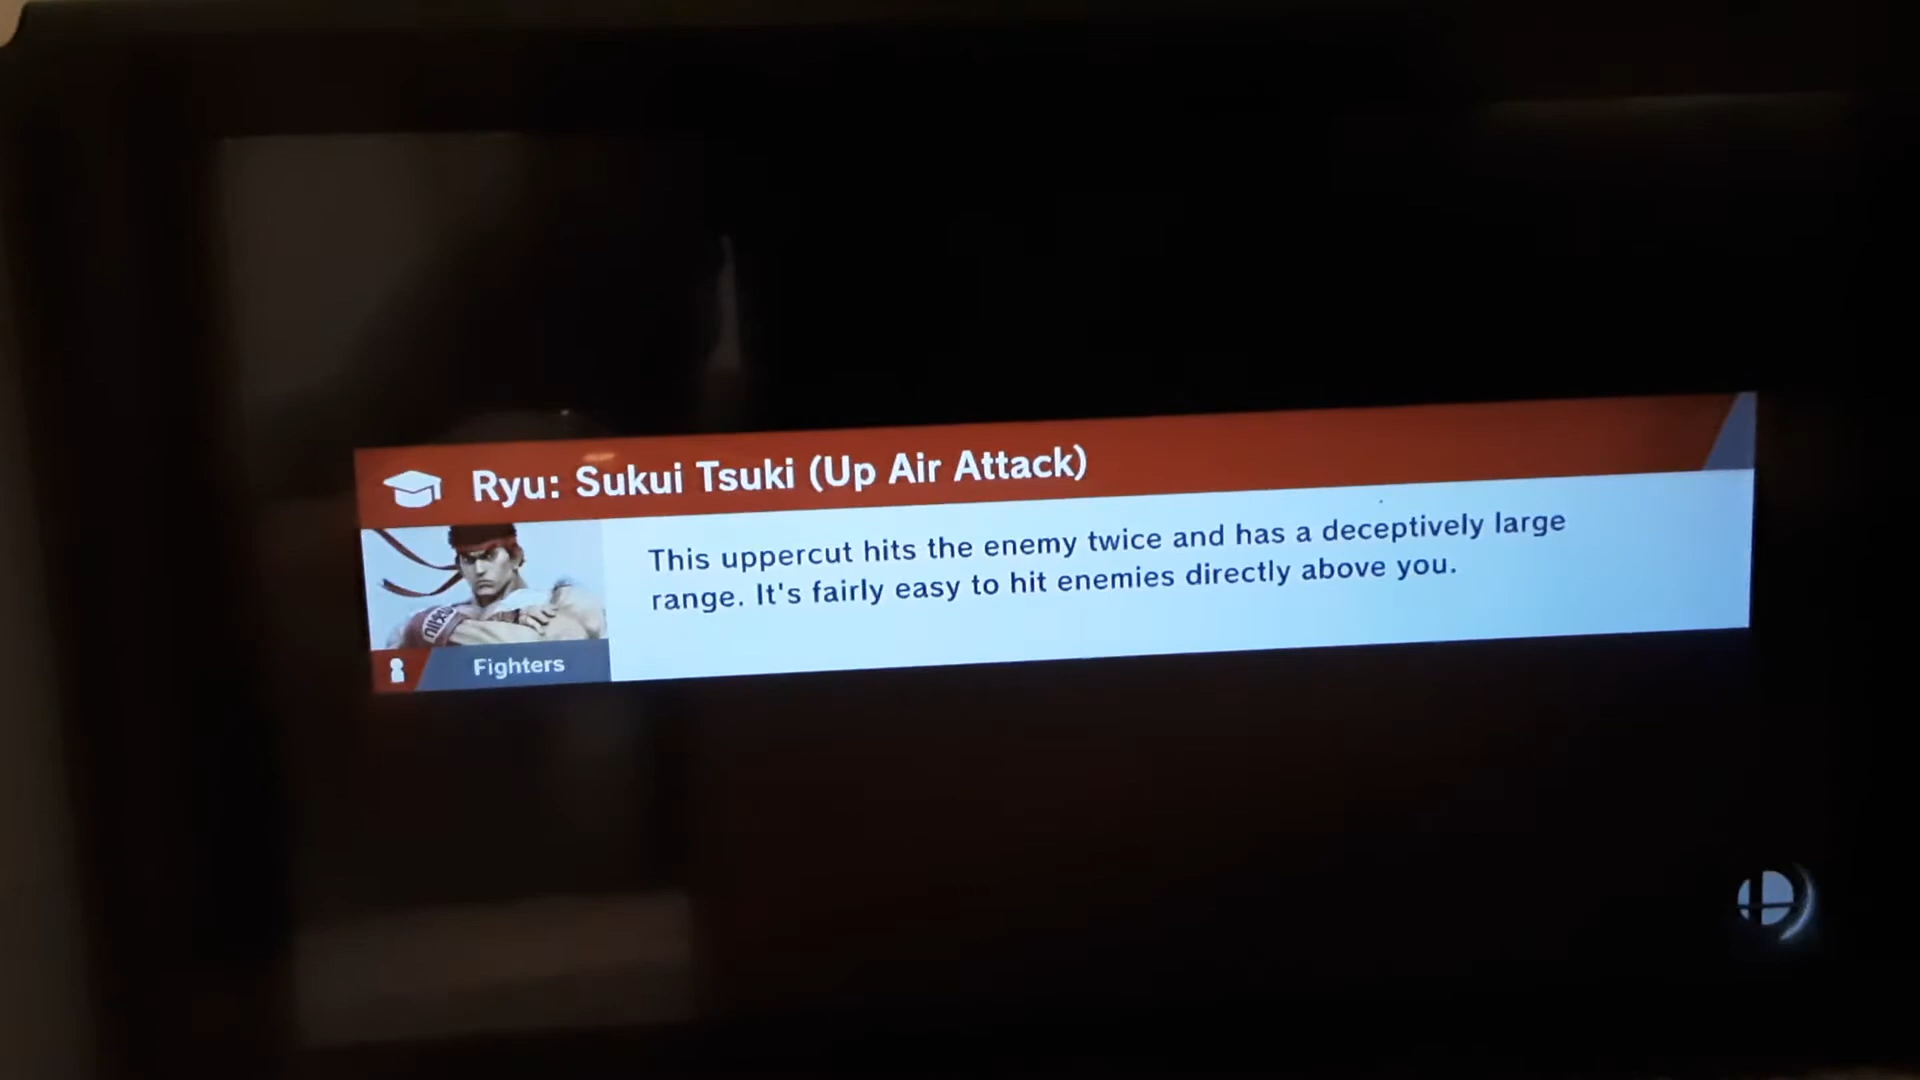 Ryu: Sukui Tsuki (Up Air Attack)
This uppercut hits the enemy twice and has a deceptively large
range. It's fairly easy to hit enemies directly above you.
Fighters